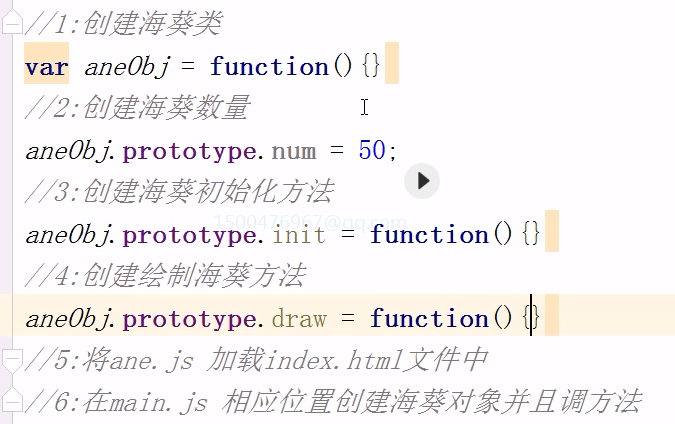 //1:创建海葵类
var aneObj = function(){}
//2:创建海葵数量
aneObj.prototype.num = 50;
//3:创建海葵初始化方法
1500476967@qq.com
aneObj.prototype.init = function(){}
//4:创建绘制海葵方法
aneObj.prototype.draw = function(){}
//5:将ane.js 加载index.html文件中
//6:在main.js 相应位置创建海葵对象并且调方法